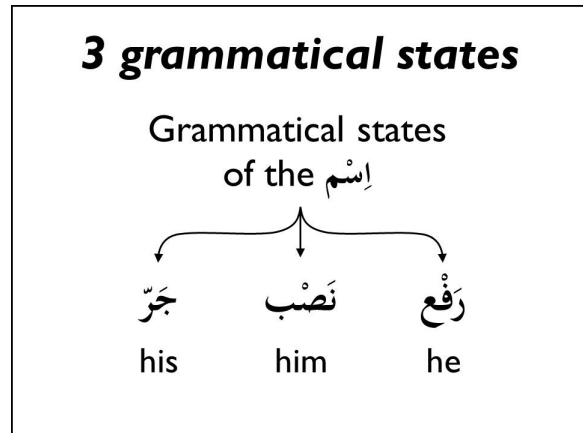 3 grammatical states
Grammatical states
of the اِسْم
جَرّ نَصْب رَفْع
his him he